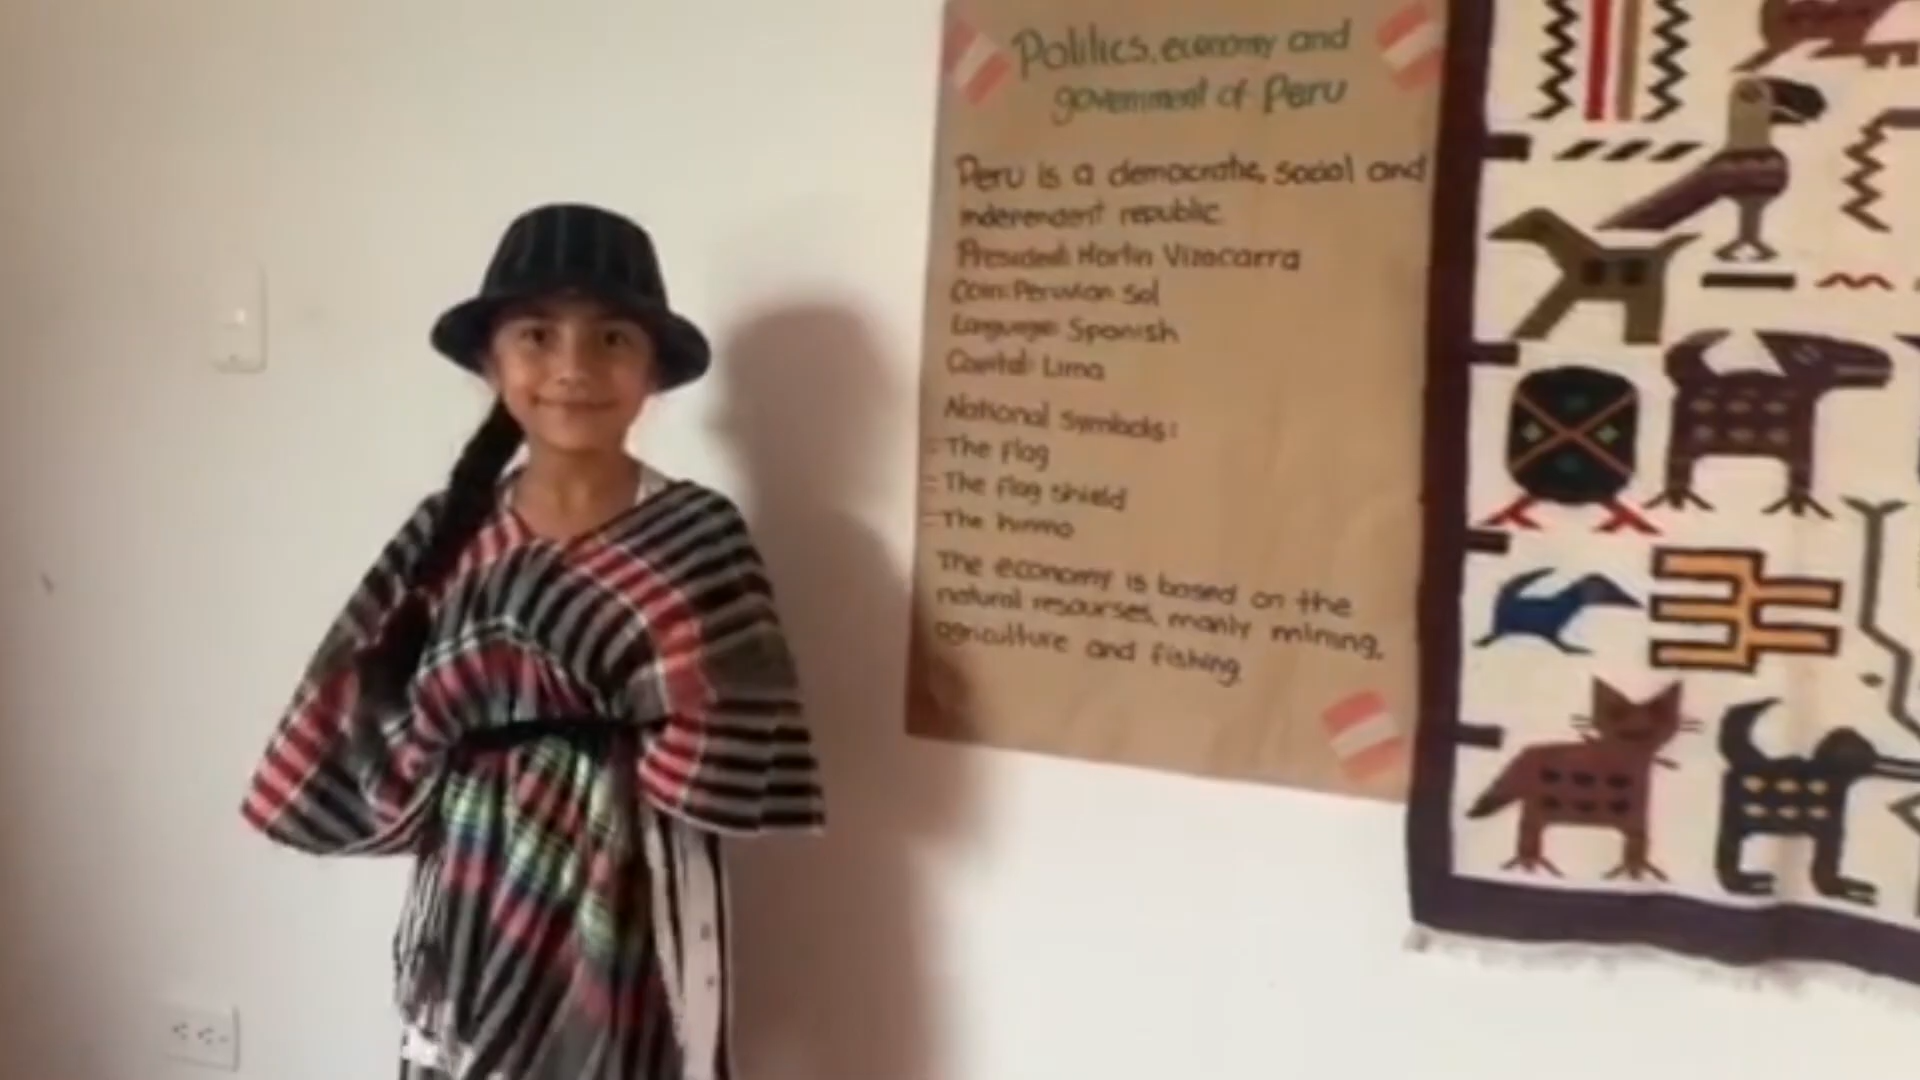 Politics, economy and
government of Peru
Peru is a democratic, social and
independent republic.
President: Martin Vizacarra
Coin: Peruvian Sol
Language: Spanish
Capital: Lima
National symbols:
- The flag
- The flag shield
- The himno
The economy is based on the
natural resourses, manly mining,
agriculture and fishing